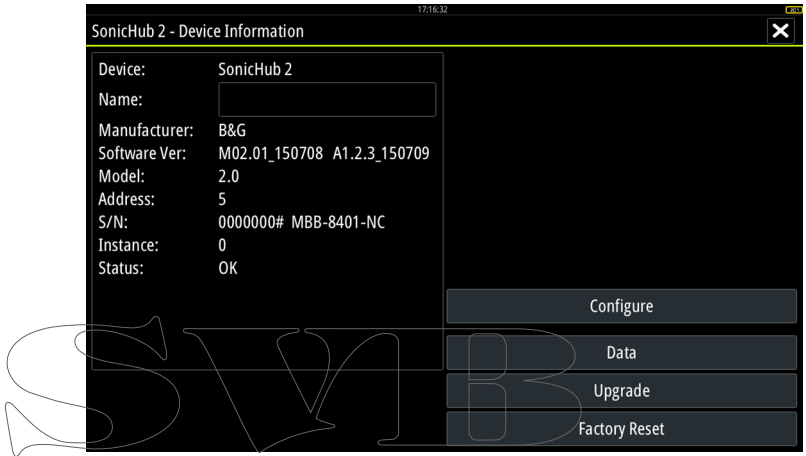 17:16:32
SonicHub 2 - Device Information
Device: SonicHub 2
Name:
Manufacturer: B&G
Software Ver: M02.01_150708 A1.2.3_150709
Model: 2.0
Address: 5
S/N: 0000000# MBB-8401-NC
Instance: 0
Status: OK
Configure
Data
Upgrade
Factory Reset
SVB